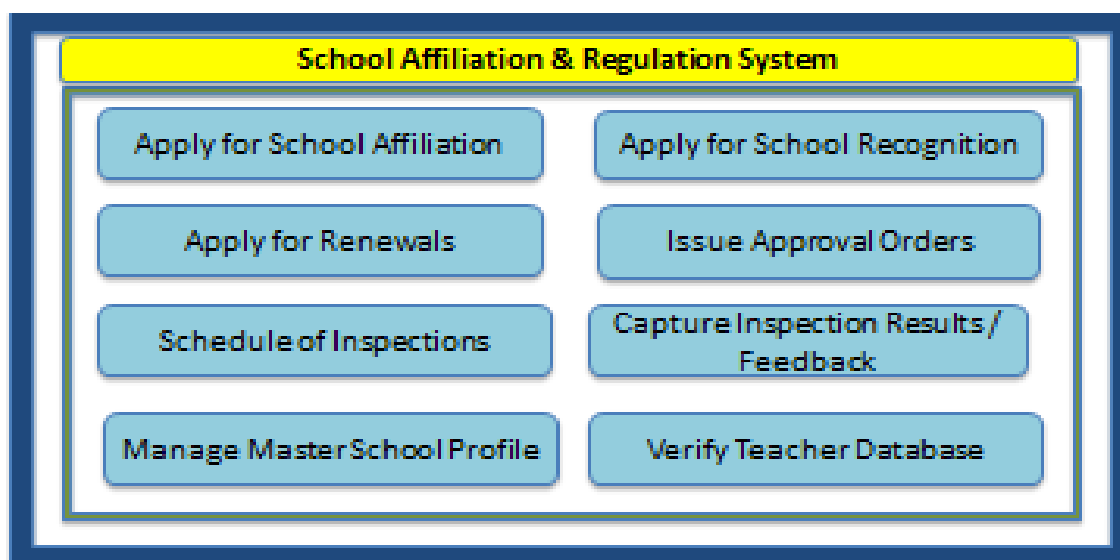 School Affiliation & Regulation System
Apply for School Affiliation
Apply for School Recognition
Apply for Renewals
Issue Approval Orders
Schedule of Inspections
Capture Inspection Results /
Feedback
Manage Master School Profile
Verify Teacher Database